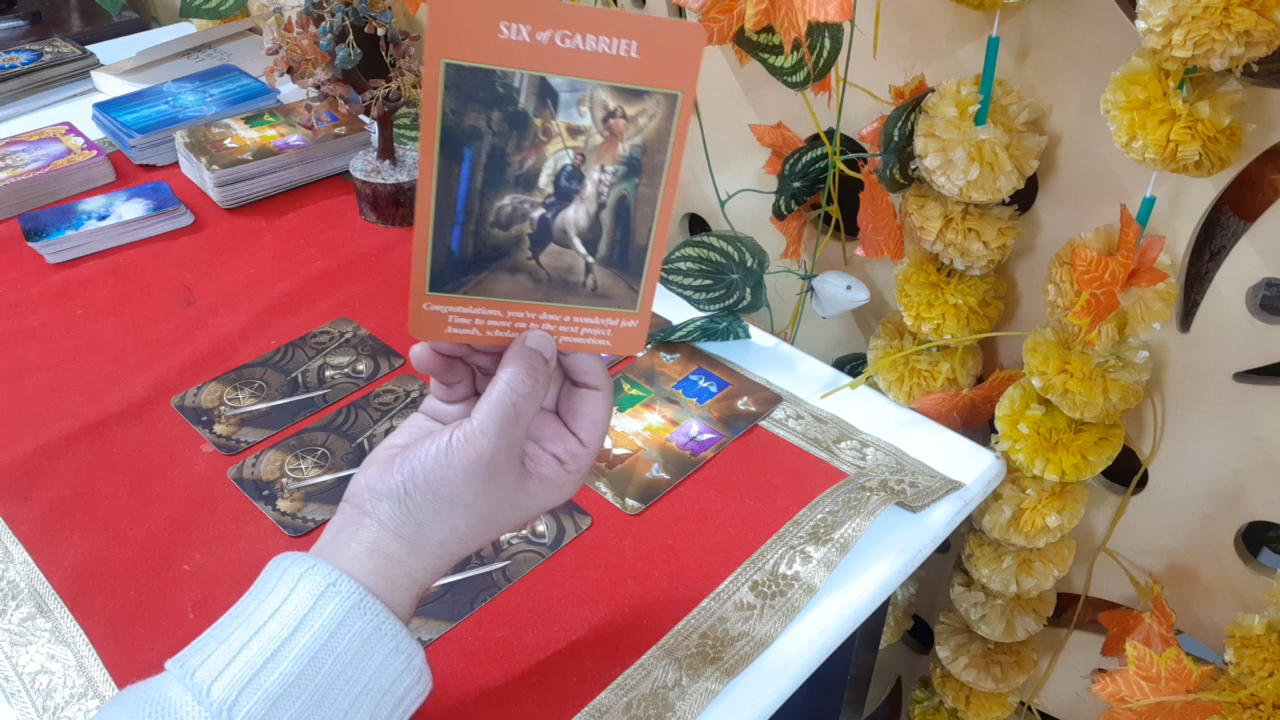 SIX of GABRIEL
Congratulations, you've done a wonderful job!
Time to move on to the next project.
Awards, promotions.